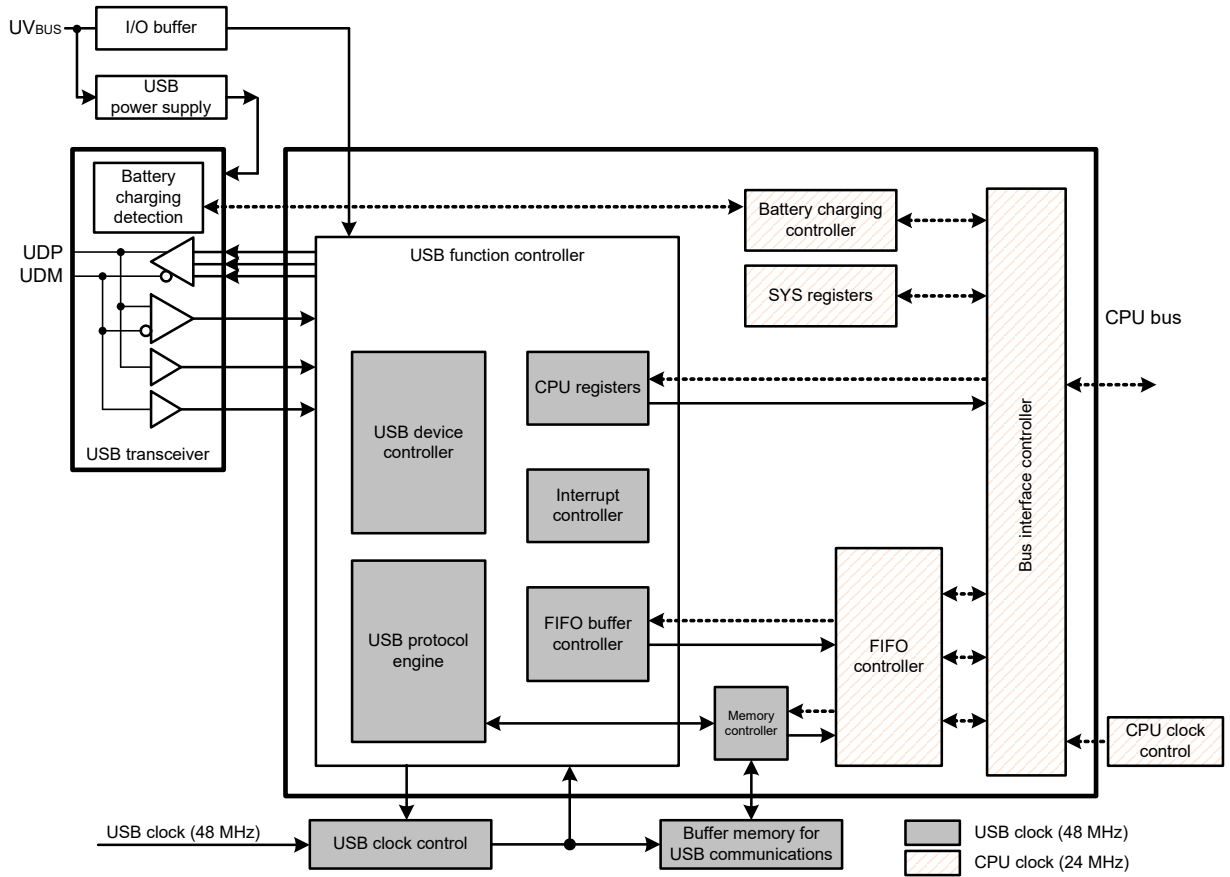 UVBUS
I/O buffer
USB
power supply
Battery
charging
detection
UDP
UDM
USB transceiver
USB function controller
Battery charging
controller
SYS registers
CPU bus
CPU registers
USB device
controller
Interrupt
controller
Bus interface controller
USB protocol
engine
FIFO buffer
controller
FIFO
controller
Memory
controller
CPU clock
control
USB clock (48 MHz)
USB clock control
Buffer memory for
USB communications
USB clock (48 MHz)
CPU clock (24 MHz)